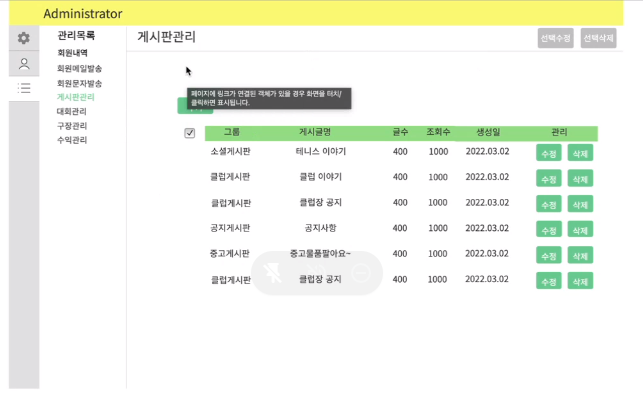 Administrator
관리목록
회원내역
회원메일발송
회원문자발송
게시판관리
대회관리
구장관리
수익관리
게시판관리
선택수정 선택삭제
페이지에 링크가 연결된 객체가 있을 경우 화면을 터치/
클릭하면 표시됩니다.
그룹 게시글명 글수 조회수 생성일 관리
소셜게시판 테니스 이야기 400 1000 2022.03.02 수정 삭제
클럽게시판 클럽 이야기 400 1000 2022.03.02 수정 삭제
클럽게시판 클럽장 공지 400 1000 2022.03.02 수정 삭제
공지게시판 공지사항 400 1000 2022.03.02 수정 삭제
중고게시판 중고물품팔아요~ 400 1000 2022.03.02 수정 삭제
클럽게시판 클럽장 공지 400 1000 2022.03.02 수정 삭제